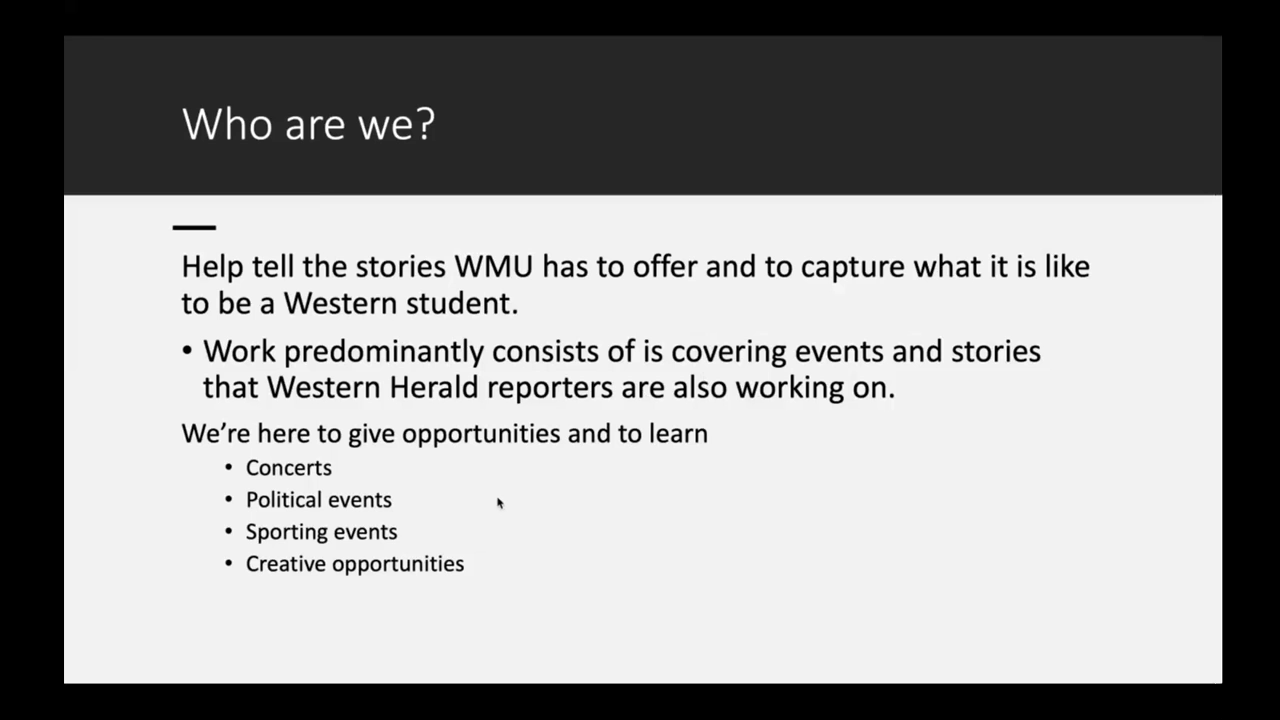 Who are we?
Help tell the stories WMU has to offer and to capture what it is like
to be a Western student.
• Work predominantly consists of is covering events and stories
that Western Herald reporters are also working on.
We’re here to give opportunities and to learn
• Concerts
• Political events
• Sporting events
• Creative opportunities